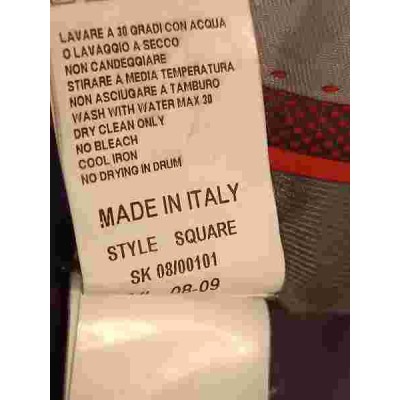 LAVARE A 30 GRADI CON ACQUA
O LAVAGGIO A SECCO
NON CANDEGGIARE
STIRARE A MEDIA TEMPERATURA
NON ASCIUGARE A TAMBURO
WASH WITH WATER MAX 30
DRY CLEAN ONLY
NO BLEACH
COOL IRON
NO DRYING IN DRUM
MADE IN ITALY
STYLE SQUARE
SK 08/00101
08-09